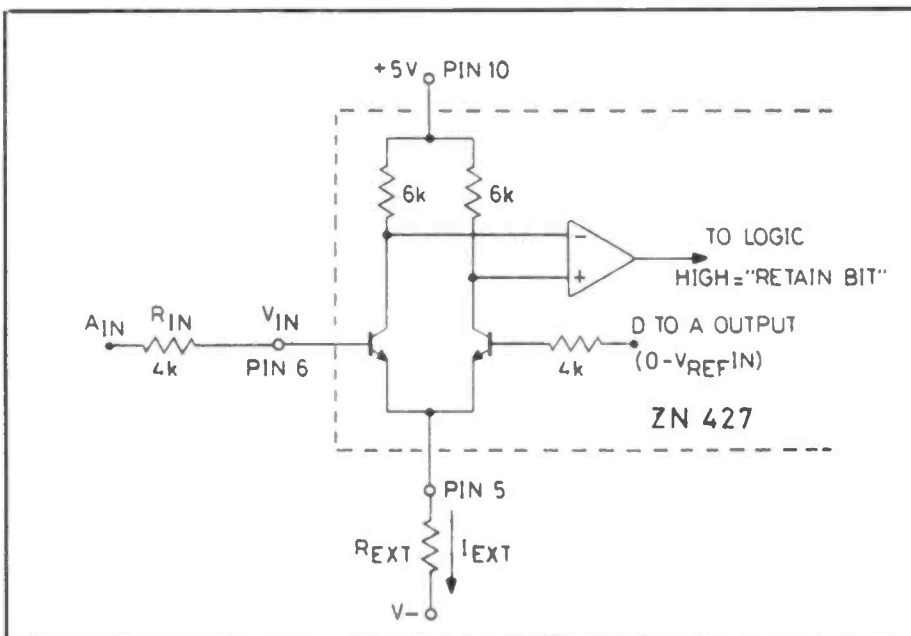 +5V PIN 10
6k 6k
−
+
TO LOGIC
HIGH="RETAIN BIT"
AIN RIN VIN
4k PIN 6
D TO A OUTPUT
4k (0-VREFIN)
ZN 427
PIN 5
REXT IEXT
V−